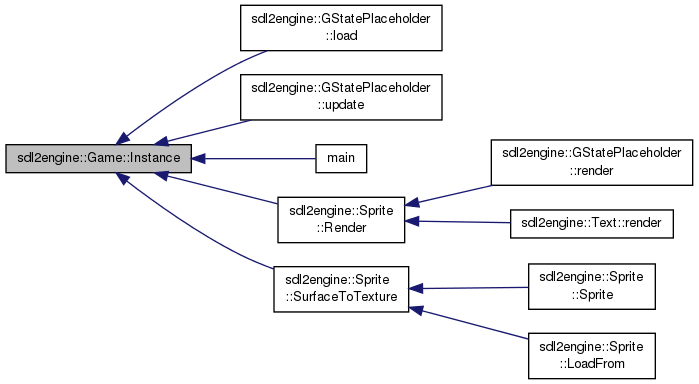 sdl2engine::GStatePlaceholder
::load
sdl2engine::GStatePlaceholder
::update
sdl2engine::Game::Instance
main
sdl2engine::GStatePlaceholder
::render
sdl2engine::Sprite
::Render
sdl2engine::Text::render
sdl2engine::Sprite
::SurfaceToTexture
sdl2engine::Sprite
::Sprite
sdl2engine::Sprite
::LoadFrom